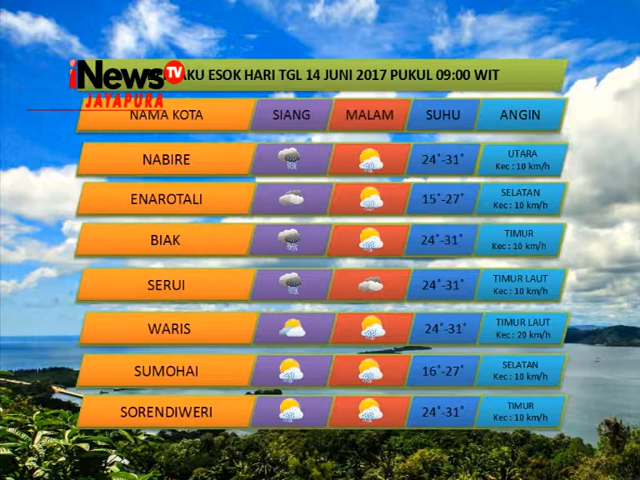 iNews TV
JAYAPURA
AKU ESOK HARI TGL 14 JUNI 2017 PUKUL 09:00 WIT
NAMA KOTA SIANG MALAM SUHU ANGIN
NABIRE 24°-31° UTARA
Kec : 10 km/h
ENAROTALI 15°-27° SELATAN
Kec : 10 km/h
BIAK 24°-31° TIMUR
Kec : 10 km/h
SERUI 24°-31° TIMUR LAUT
Kec : 10 km/h
WARIS 24°-31° TIMUR LAUT
Kec : 20 km/h
SUMOHAI 16°-27° SELATAN
Kec : 10 km/h
SORENDIWERI 24°-31° TIMUR
Kec : 10 km/h